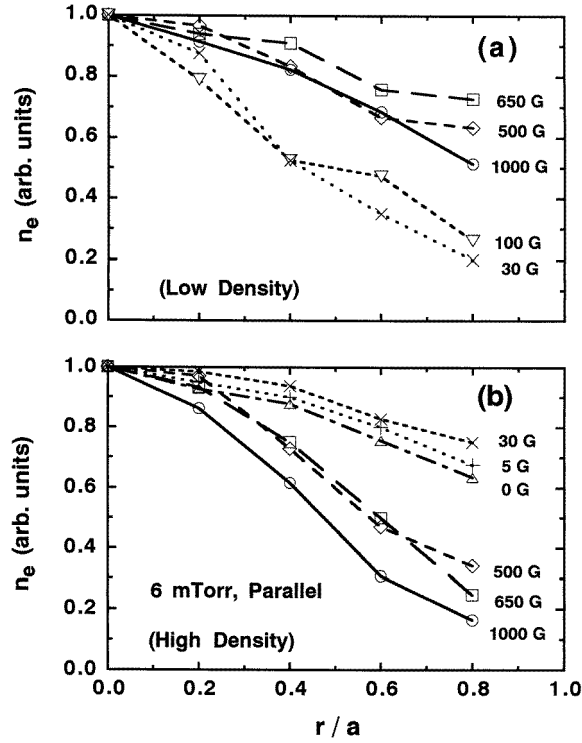 (a)
1.0
0.8
0.6
0.4
0.2
0.0
n_e (arb. units)
650 G
500 G
1000 G
100 G
30 G
(Low Density)
(b)
1.0
0.8
0.6
0.4
0.2
0.0
n_e (arb. units)
30 G
5 G
0 G
500 G
650 G
1000 G
6 mTorr, Parallel
(High Density)
0.0 0.2 0.4 0.6 0.8 1.0
r / a